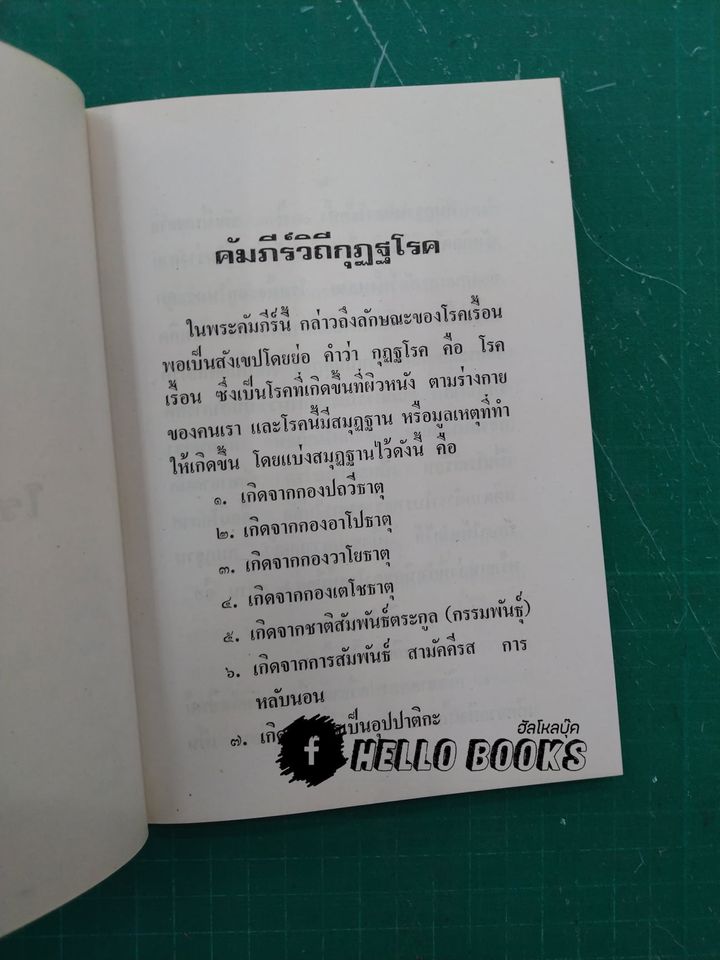 คัมภีร์วิถีกุฏฐโรค
ในพระคัมภีร์นี้ กล่าวถึงลักษณะของโรคเรื้อน
พอเป็นสังเขปโดยย่อ คำว่า กุฏฐโรค คือ โรค
เรื้อน ซึ่งเป็นโรคที่เกิดขึ้นที่ผิวหนัง ตามร่างกาย
ของคนเรา และโรคนี้มีสมุฏฐาน หรือมูลเหตุที่ทำ
ให้เกิดขึ้น โดยแบ่งสมุฏฐานไว้ดังนี้ คือ
๑. เกิดจากกองปถวีธาตุ
๒. เกิดจากกองอาโปธาตุ
๓. เกิดจากกองวาโยธาตุ
๔. เกิดจากกองเตโชธาตุ
๕. เกิดจากชาติสัมพันธ์ตระกูล (กรรมพันธุ์)
๖. เกิดจากการสัมพันธ์ สามัคคีรส การ
หลับนอน
๗. เกิด เป็นอุปปาติกะ
ฮัลโหลบุ๊ค
f HELLO BOOKS